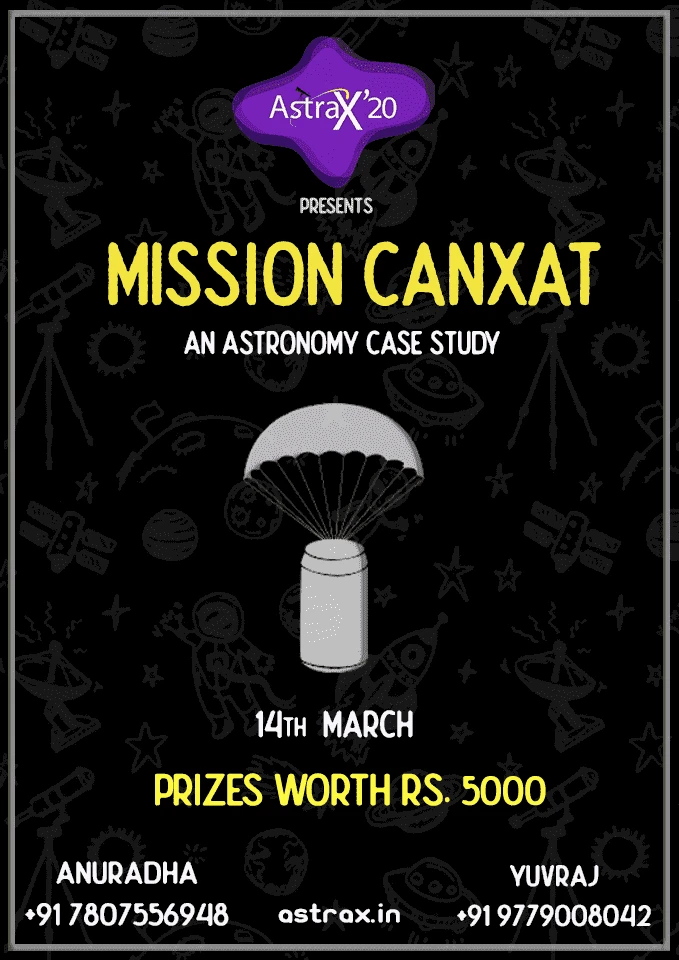 AstraX'20
PRESENTS
MISSION CANXAT
AN ASTRONOMY CASE STUDY
14TH MARCH
PRIZES WORTH RS. 5000
ANURADHA
+91 7807556948
astrax.in
YUVRAJ
+91 9779008042